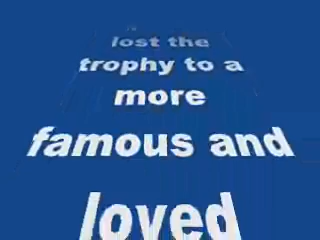 lost the
trophy to a
more
famous and
loved